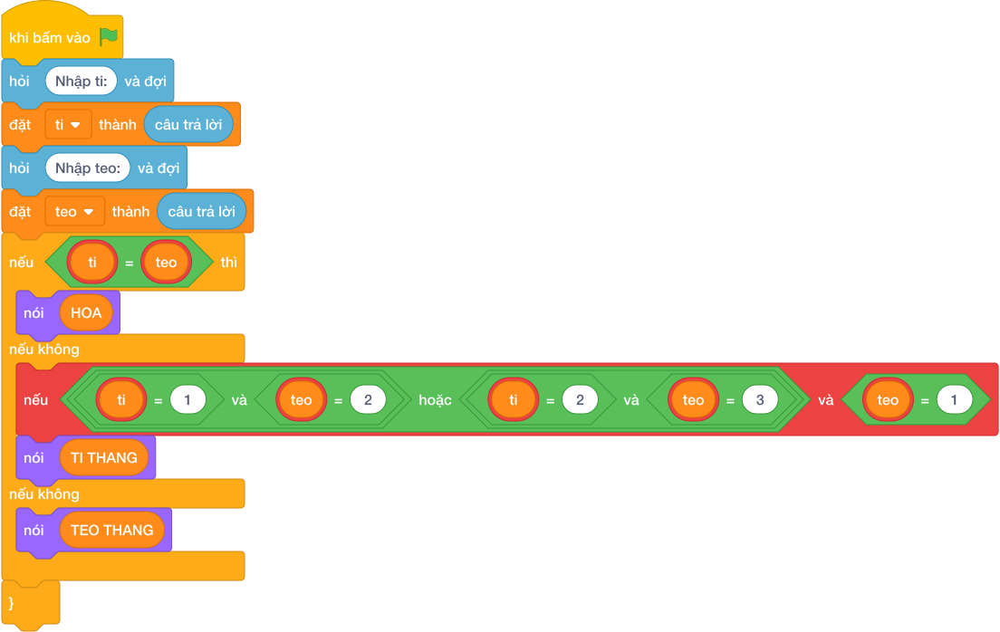 khi bấm vào
hỏi Nhập ti: và đợi
đặt ti thành câu trả lời
hỏi Nhập teo: và đợi
đặt teo thành câu trả lời
nếu ti = teo thì
nói HOA
nếu không
nếu ti = 1 và teo = 2 hoặc ti = 2 và teo = 3 và teo = 1
nói TI THANG
nếu không
nói TEO THANG
}